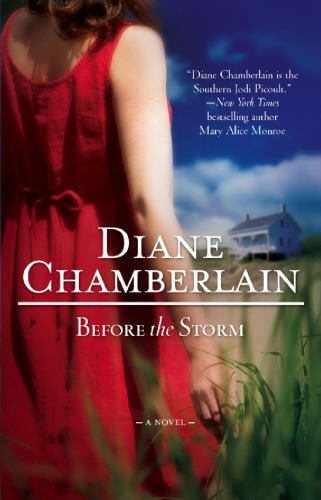 “Diane Chamberlain is the
Southern Jodi Picoult.”
—New York Times
bestselling author
Mary Alice Monroe
DIANE
CHAMBERLAIN
BEFORE the STORM
— A NOVEL —